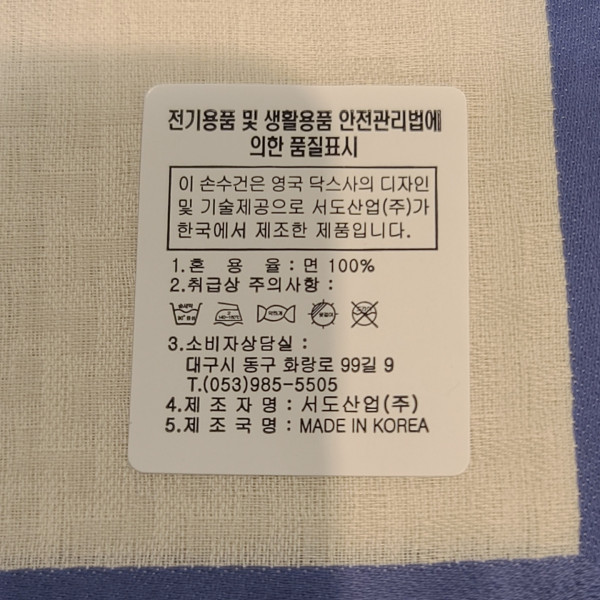 전기용품 및 생활용품 안전관리법에
의한 품질표시
이 손수건은 영국 닥스사의 디자인
및 기술제공으로 서도산업(주)가
한국에서 제조한 제품입니다.
1.혼 용 율 : 면 100%
2.취급상 주의사항 :
3.소비자상담실 :
대구시 동구 화랑로 99길 9
T.(053)985-5505
4.제 조 자 명 : 서도산업(주)
5.제 조 국 명 : MADE IN KOREA